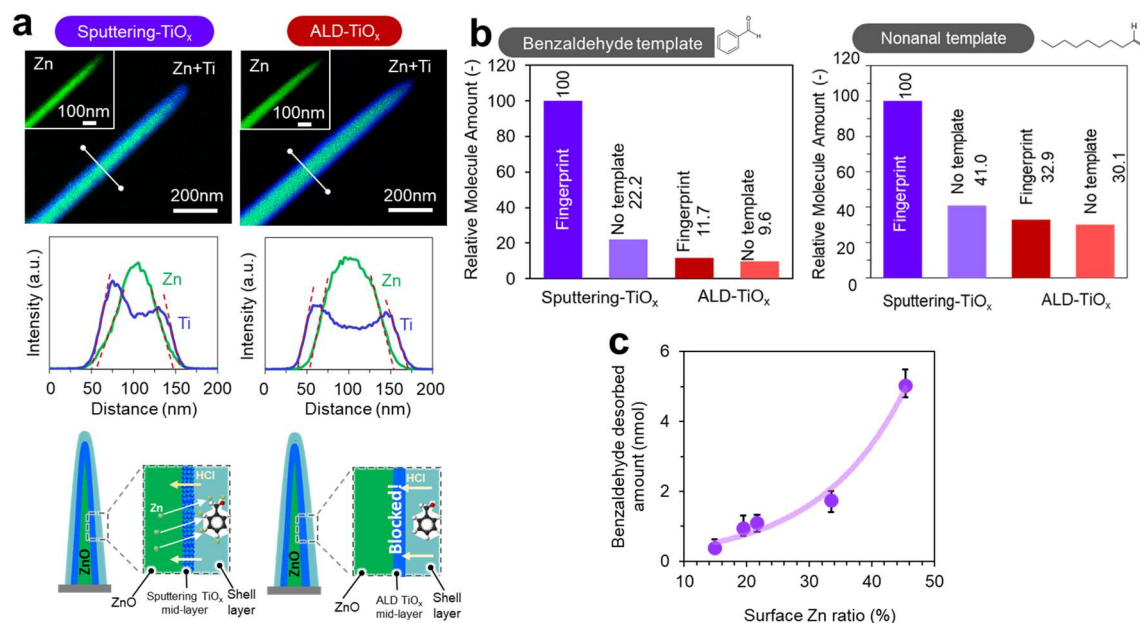 a
Sputtering-TiOx
ALD-TiOx
Zn
Zn+Ti
100nm
200nm
Zn
Zn+Ti
100nm
200nm
Intensity (a.u.)
Zn
Ti
0 50 100 150 200
Distance (nm)
Intensity (a.u.)
Zn
Ti
0 50 100 150 200
Distance (nm)
ZnO
HCl
Zn
ZnO
Sputtering TiOx
mid-layer
Shell
layer
ZnO
HCl
Blocked!
ZnO
ALD TiOx
mid-layer
Shell
layer
b
Benzaldehyde template
O
H
Relative Molecule Amount (-)
120
100
80
60
40
20
0
100
Fingerprint
No template
22.2
Fingerprint
11.7
No template
9.6
Sputtering-TiOx
ALD-TiOx
Nonanal template
H
Relative Molecule Amount (-)
120
100
80
60
40
20
0
100
Fingerprint
No template
41.0
Fingerprint
32.9
No template
30.1
Sputtering-TiOx
ALD-TiOx
c
Benzaldehyde desorbed
amount (nmol)
6
4
2
0
10 20 30 40 50
Surface Zn ratio (%)